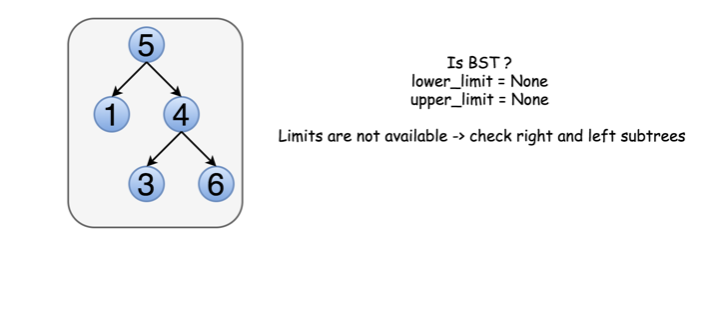 5
1 4
3 6
Is BST ?
lower_limit = None
upper_limit = None
Limits are not available -> check right and left subtrees